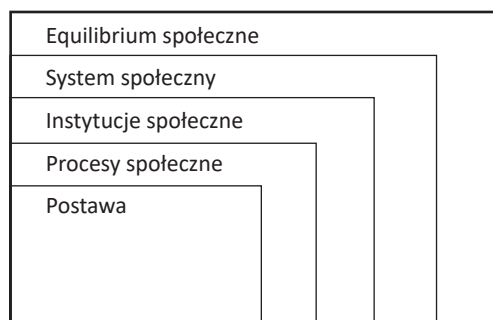 Equilibrium społeczne
System społeczny
Instytucje społeczne
Procesy społeczne
Postawa